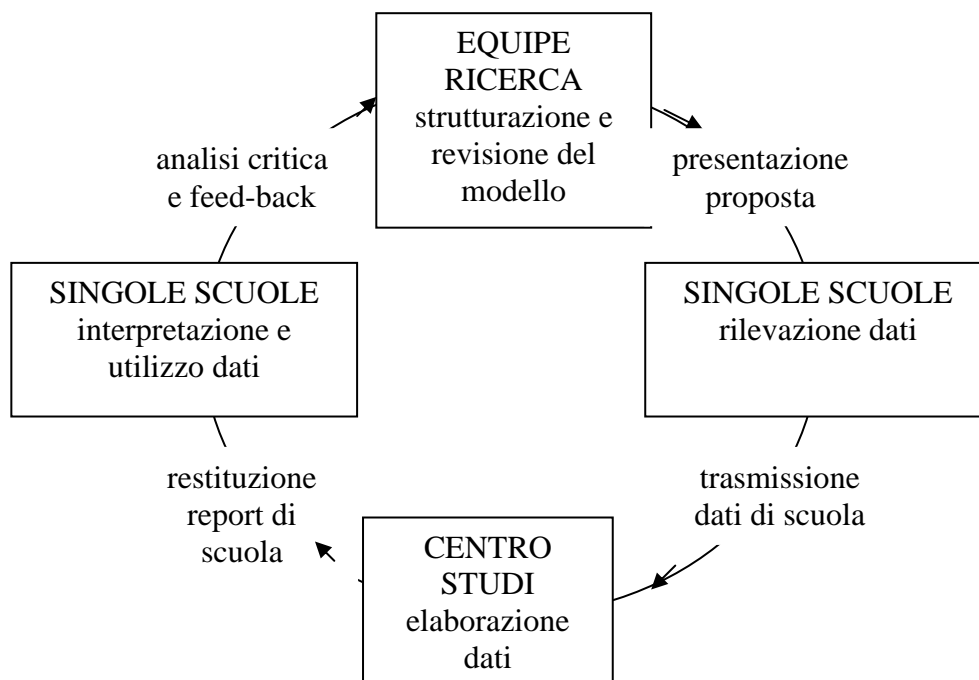 EQUIPE
RICERCA
strutturazione e
revisione del
modello
presentazione
proposta
SINGOLE SCUOLE
rilevazione dati
trasmissione
dati di scuola
CENTRO
STUDI
elaborazione
dati
restituzione
report di
scuola
SINGOLE SCUOLE
interpretazione e
utilizzo dati
analisi critica
e feed-back